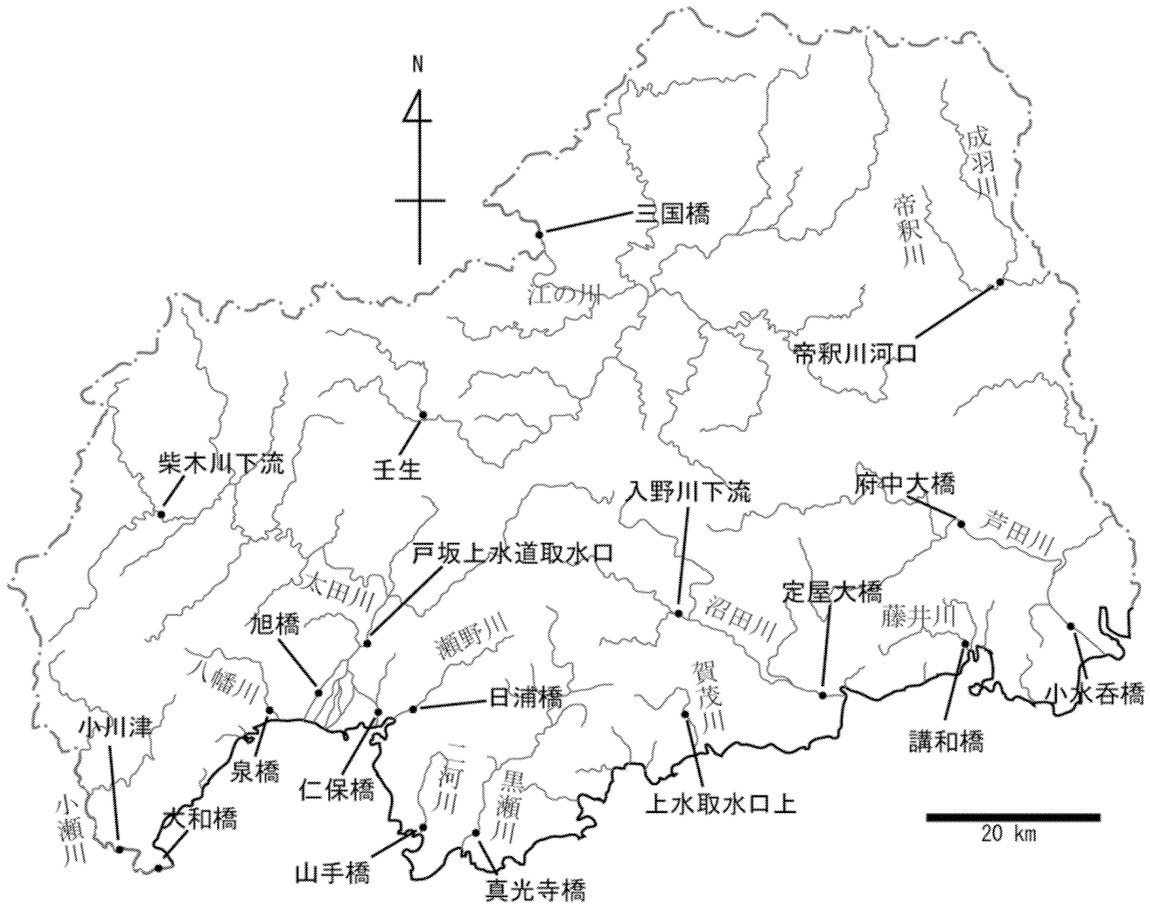 N
成羽川
三国橋
帝釈川
江の川
帝釈川河口
柴木川下流
壬生
入野川下流
府中大橋
芦田川
戸坂上水道取水口
太田川
旭橋
瀬野川
沼田川
定屋大橋
藤井川
八幡川
賀茂川
日浦橋
小水呑橋
小川津
泉橋
仁保橋
講和橋
二河川
黒瀬川
上水取水口上
小瀬川
大和橋
20 km
山手橋
真光寺橋